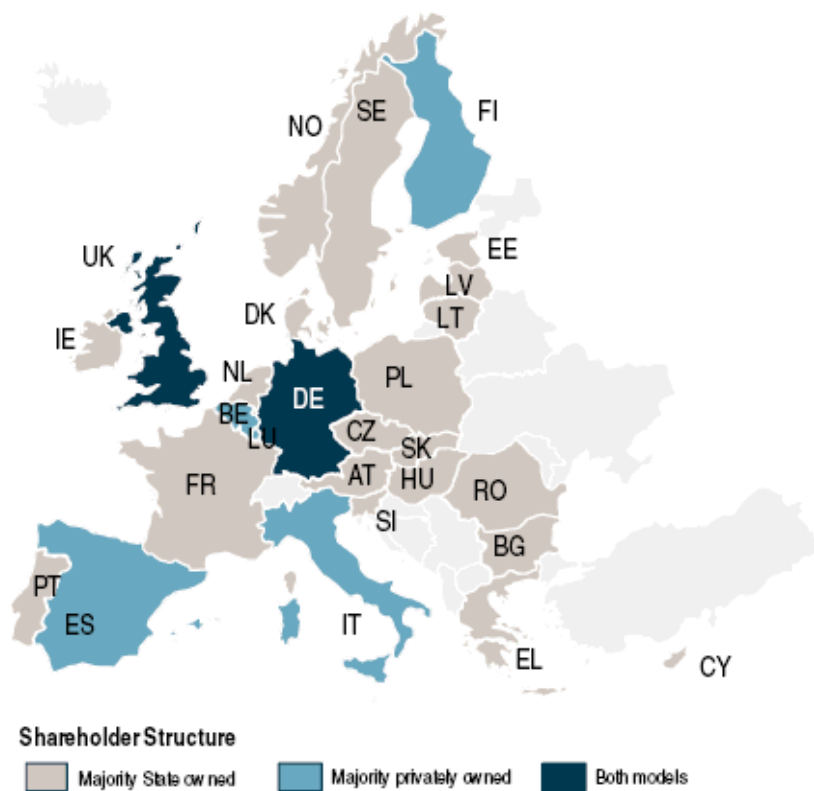 SE
FI
NO
UK
EE
LV
DK
LT
IE
NL
PL
DE
BE
CZ
LU
SK
AT
HU
FR
RO
SI
BG
PT
ES
IT
EL
CY
Shareholder Structure
Majority State owned
Majority privately owned
Both models